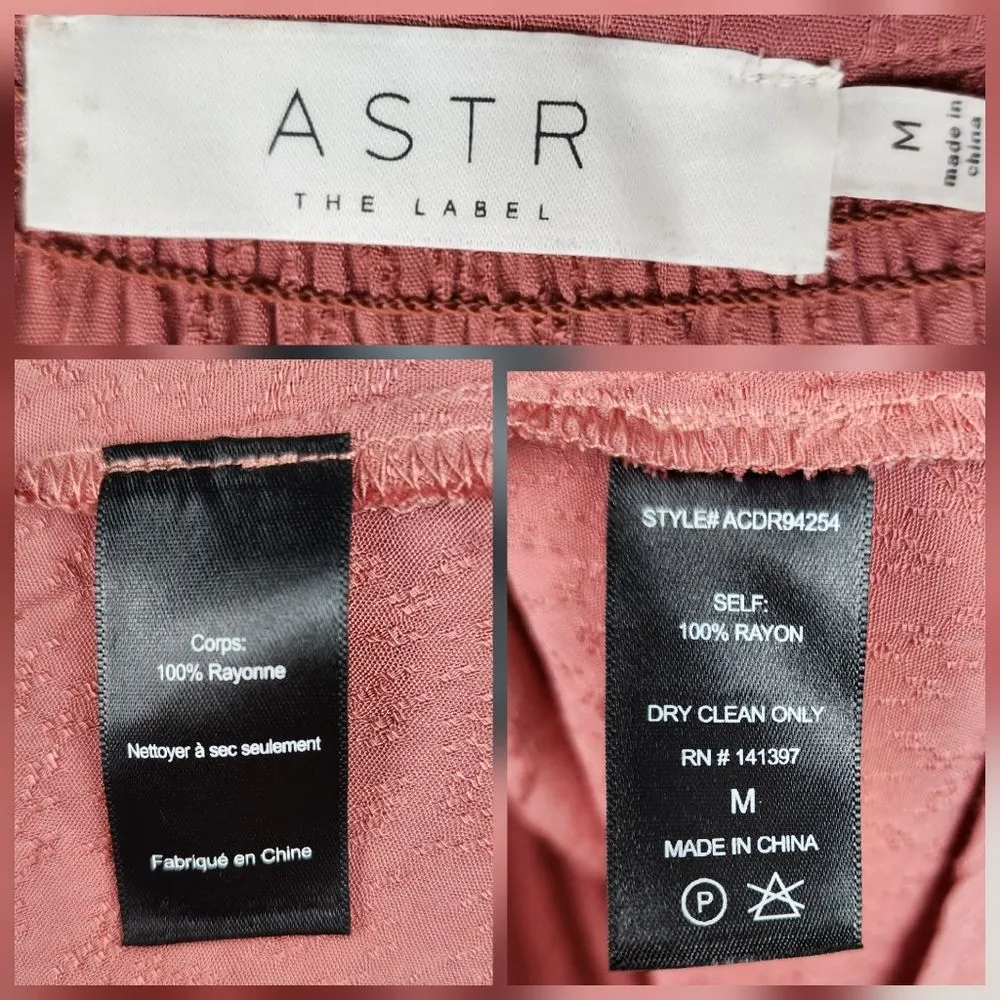 ASTR
THE LABEL
M
made in
china
Corps:
100% Rayonne
Nettoyer à sec seulement
Fabriqué en Chine
STYLE# ACDR94254
SELF:
100% RAYON
DRY CLEAN ONLY
RN # 141397
M
MADE IN CHINA
P